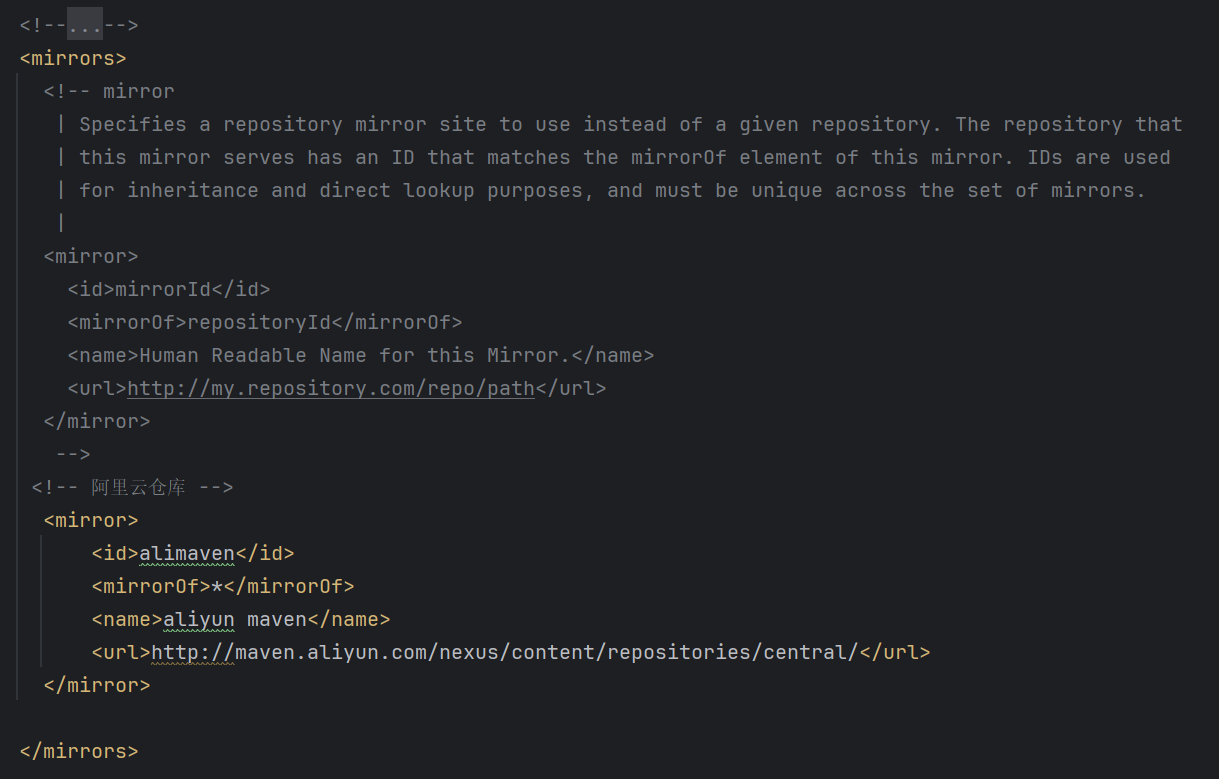 <!--...-->
<mirrors>
<!-- mirror
| Specifies a repository mirror site to use instead of a given repository. The repository that
| this mirror serves has an ID that matches the mirrorOf element of this mirror. IDs are used
| for inheritance and direct lookup purposes, and must be unique across the set of mirrors.
|
<mirror>
<id>mirrorId</id>
<mirrorOf>repositoryId</mirrorOf>
<name>Human Readable Name for this Mirror.</name>
<url>http://my.repository.com/repo/path</url>
</mirror>
-->
<!-- 阿里云仓库 -->
<mirror>
<id>alimaven</id>
<mirrorOf>*</mirrorOf>
<name>aliyun maven</name>
<url>http://maven.aliyun.com/nexus/content/repositories/central/</url>
</mirror>
</mirrors>